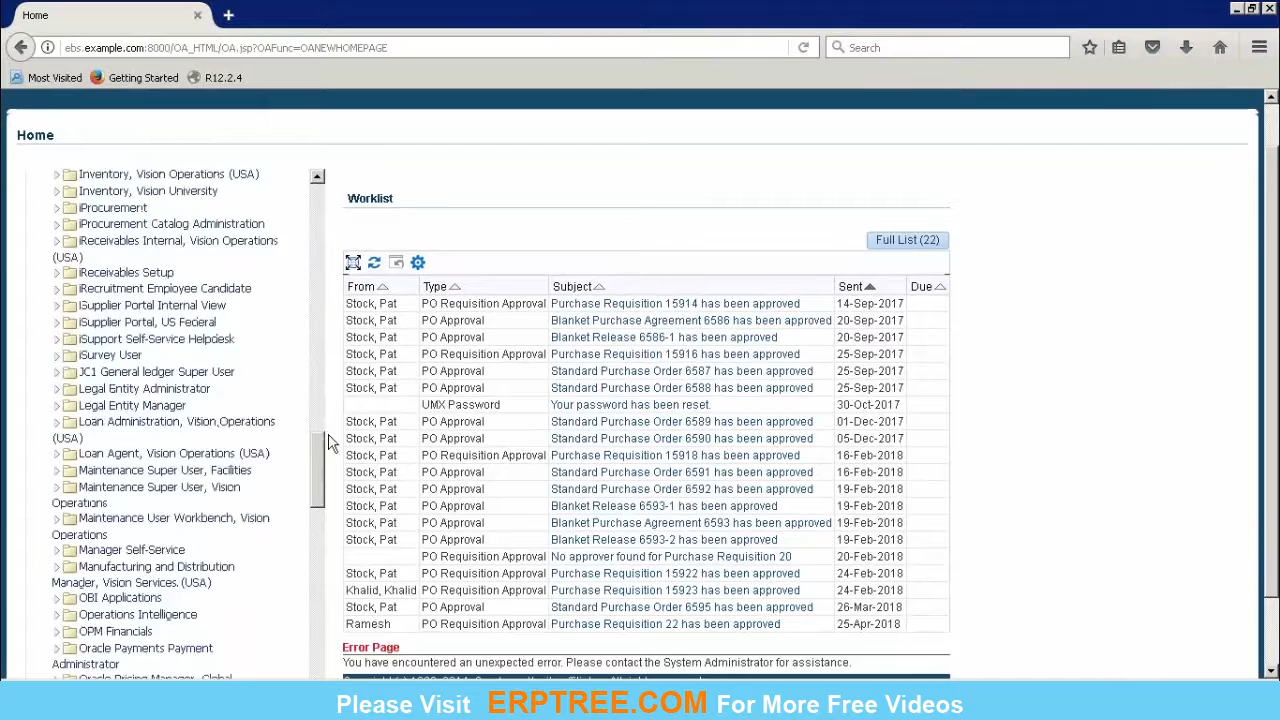 Home
ebs.example.com:8000/OA_HTML/OA.jsp?OAFunc=OANEWHOMEPAGE
Search
Most Visited Getting Started R12.2.4
Home
Inventory, Vision Operations (USA)
Inventory, Vision University
iProcurement
iProcurement Catalog Administration
iReceivables Internal, Vision Operations
(USA)
iReceivables Setup
iRecruitment Employee Candidate
iSupplier Portal Internal View
iSupplier Portal, US Federal
iSupport Self-Service Helpdesk
iSurvey User
JC1 General ledger Super User
Legal Entity Administrator
Legal Entity Manager
Loan Administration, Vision Operations
(USA)
Loan Agent, Vision Operations (USA)
Maintenance Super User, Facilities
Maintenance Super User, Vision
Operations
Maintenance User Workbench, Vision
Operations
Manager Self-Service
Manufacturing and Distribution
Manager, Vision Services (USA)
OBI Applications
Operations Intelligence
OPM Financials
Oracle Payments Payment
Administrator
Oracle Pricing Manager, Global
Worklist
Full List (22)
From Type Subject Sent Due
Stock, Pat PO Requisition Approval Purchase Requisition 15914 has been approved 14-Sep-2017
Stock, Pat PO Approval Blanket Purchase Agreement 6586 has been approved 20-Sep-2017
Stock, Pat PO Approval Blanket Release 6586-1 has been approved 20-Sep-2017
Stock, Pat PO Requisition Approval Purchase Requisition 15916 has been approved 25-Sep-2017
Stock, Pat PO Approval Standard Purchase Order 6587 has been approved 25-Sep-2017
Stock, Pat PO Approval Standard Purchase Order 6588 has been approved 25-Sep-2017
UMX Password Your password has been reset. 30-Oct-2017
Stock, Pat PO Approval Standard Purchase Order 6589 has been approved 01-Dec-2017
Stock, Pat PO Approval Standard Purchase Order 6590 has been approved 05-Dec-2017
Stock, Pat PO Requisition Approval Purchase Requisition 15918 has been approved 16-Feb-2018
Stock, Pat PO Approval Standard Purchase Order 6591 has been approved 16-Feb-2018
Stock, Pat PO Approval Standard Purchase Order 6592 has been approved 19-Feb-2018
Stock, Pat PO Approval Blanket Release 6593-1 has been approved 19-Feb-2018
Stock, Pat PO Approval Blanket Purchase Agreement 6593 has been approved 19-Feb-2018
Stock, Pat PO Approval Blanket Release 6593-2 has been approved 19-Feb-2018
PO Requisition Approval No approver found for Purchase Requisition 20 20-Feb-2018
Stock, Pat PO Requisition Approval Purchase Requisition 15922 has been approved 24-Feb-2018
Khalid, Khalid PO Requisition Approval Purchase Requisition 15923 has been approved 24-Feb-2018
Stock, Pat PO Approval Standard Purchase Order 6595 has been approved 26-Mar-2018
Ramesh PO Requisition Approval Purchase Requisition 22 has been approved 25-Apr-2018
Error Page
You have encountered an unexpected error. Please contact the System Administrator for assistance.
Please Visit ERPTREE.COM For More Free Videos